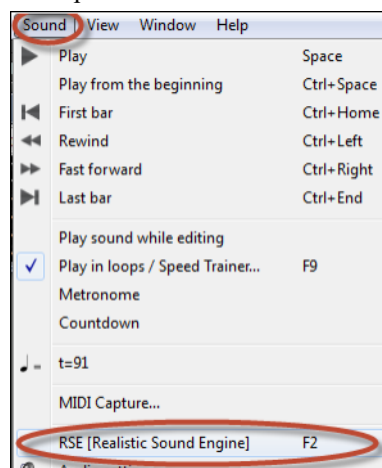 Sound View Window Help
Play Space
Play from the beginning Ctrl+Space
First bar Ctrl+Home
Rewind Ctrl+Left
Fast forward Ctrl+Right
Last bar Ctrl+End
Play sound while editing
Play in loops / Speed Trainer... F9
Metronome
Countdown
t=91
MIDI Capture...
RSE [Realistic Sound Engine] F2